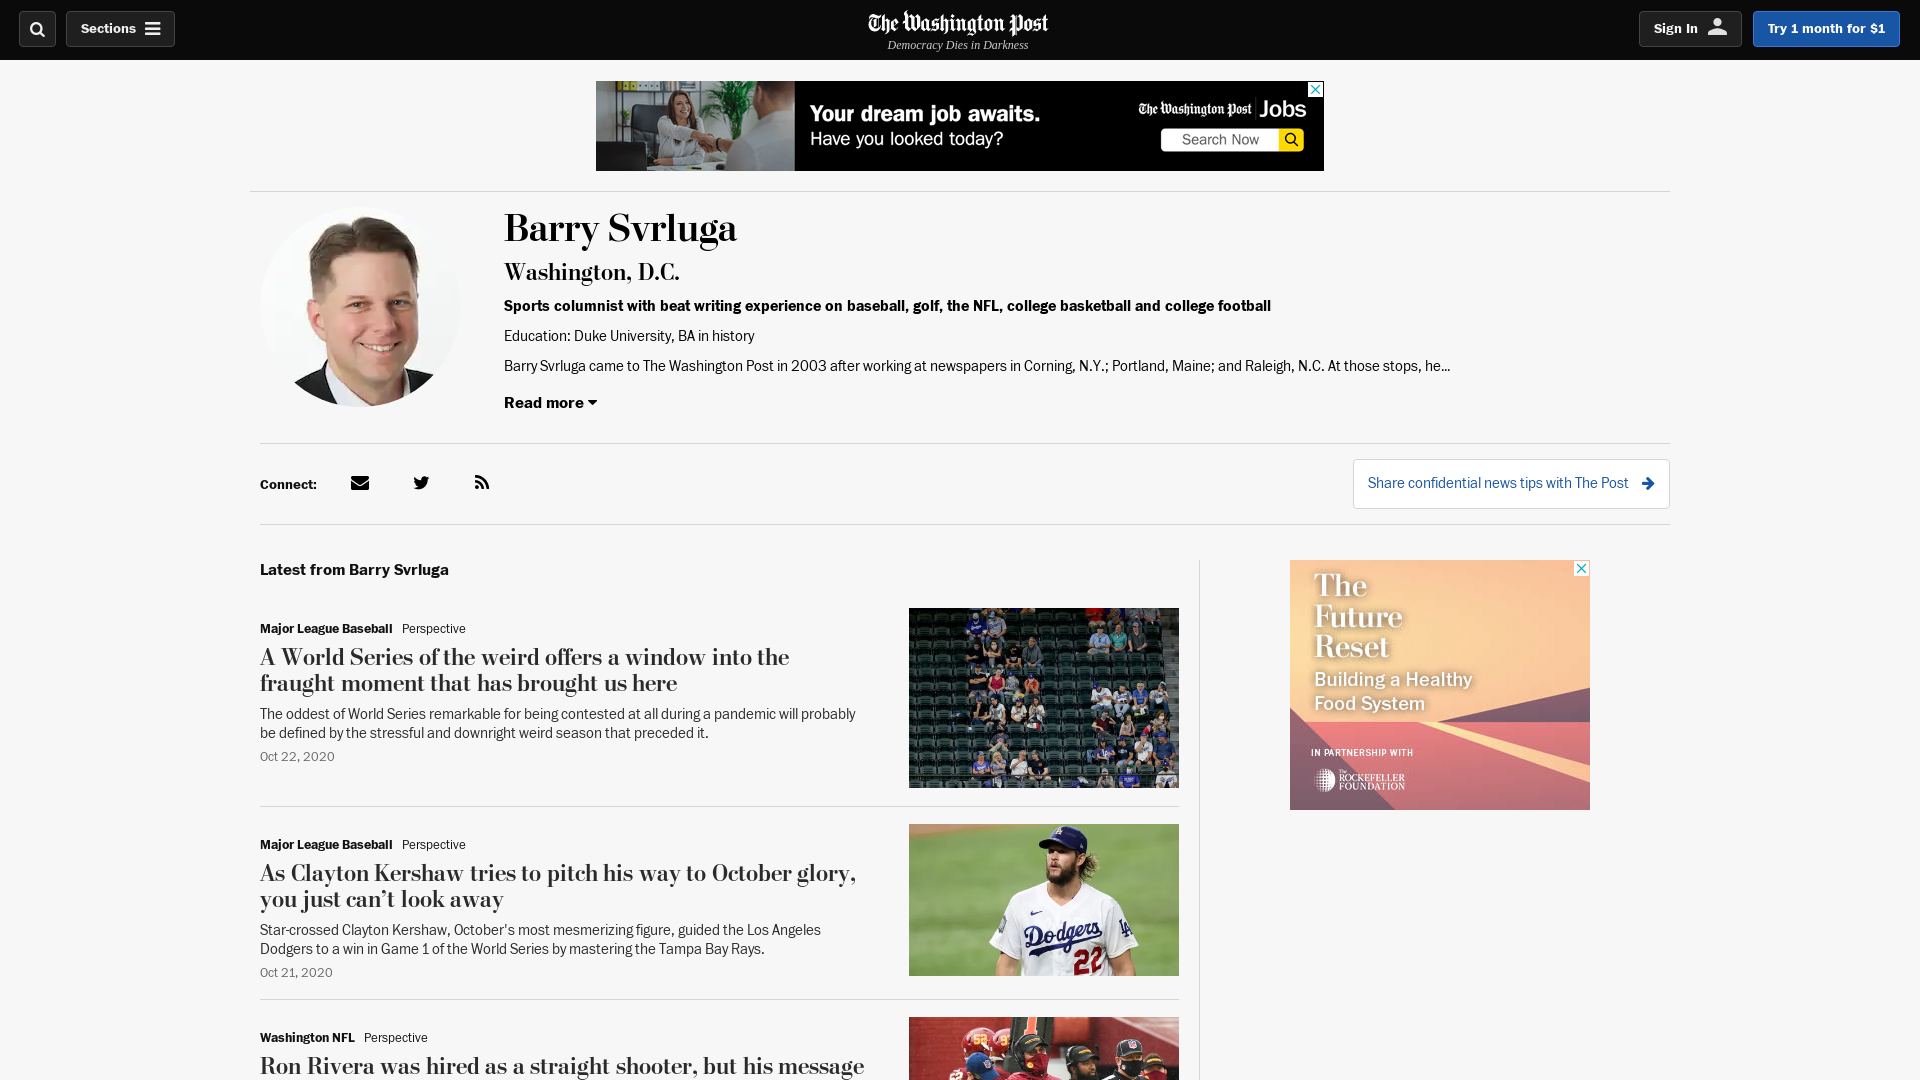 Sections
The Washington Post
Democracy Dies in Darkness
Sign In
Try 1 month for $1
Your dream job awaits.
Have you looked today?
The Washington Post Jobs
Search Now
Barry Svrluga
Washington, D.C.
Sports columnist with beat writing experience on baseball, golf, the NFL, college basketball and college football
Education: Duke University, BA in history
Barry Svrluga came to The Washington Post in 2003 after working at newspapers in Corning, N.Y.; Portland, Maine; and Raleigh, N.C. At those stops, he...
Read more
Connect:
Share confidential news tips with The Post
Latest from Barry Svrluga
Major League Baseball Perspective
A World Series of the weird offers a window into the
fraught moment that has brought us here
The oddest of World Series remarkable for being contested at all during a pandemic will probably
be defined by the stressful and downright weird season that preceded it.
Oct 22, 2020
Major League Baseball Perspective
As Clayton Kershaw tries to pitch his way to October glory,
you just can’t look away
Star-crossed Clayton Kershaw, October's most mesmerizing figure, guided the Los Angeles
Dodgers to a win in Game 1 of the World Series by mastering the Tampa Bay Rays.
Oct 21, 2020
LA
Dodgers
22
Washington NFL Perspective
Ron Rivera was hired as a straight shooter, but his message
The
Future
Reset
Building a Healthy
Food System
IN PARTNERSHIP WITH
The
ROCKEFELLER
FOUNDATION